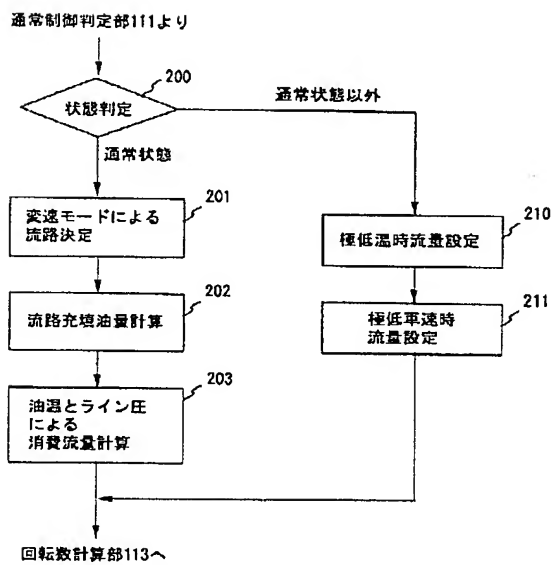 通常制御判定部111より
200
状態判定
通常状態以外
通常状態
201
変速モードによる
流路決定
210
極低温時流量設定
202
流路充填油量計算
211
極低車速時
流量設定
203
油温とライン圧
による
消費流量計算
回転数計算部113へ